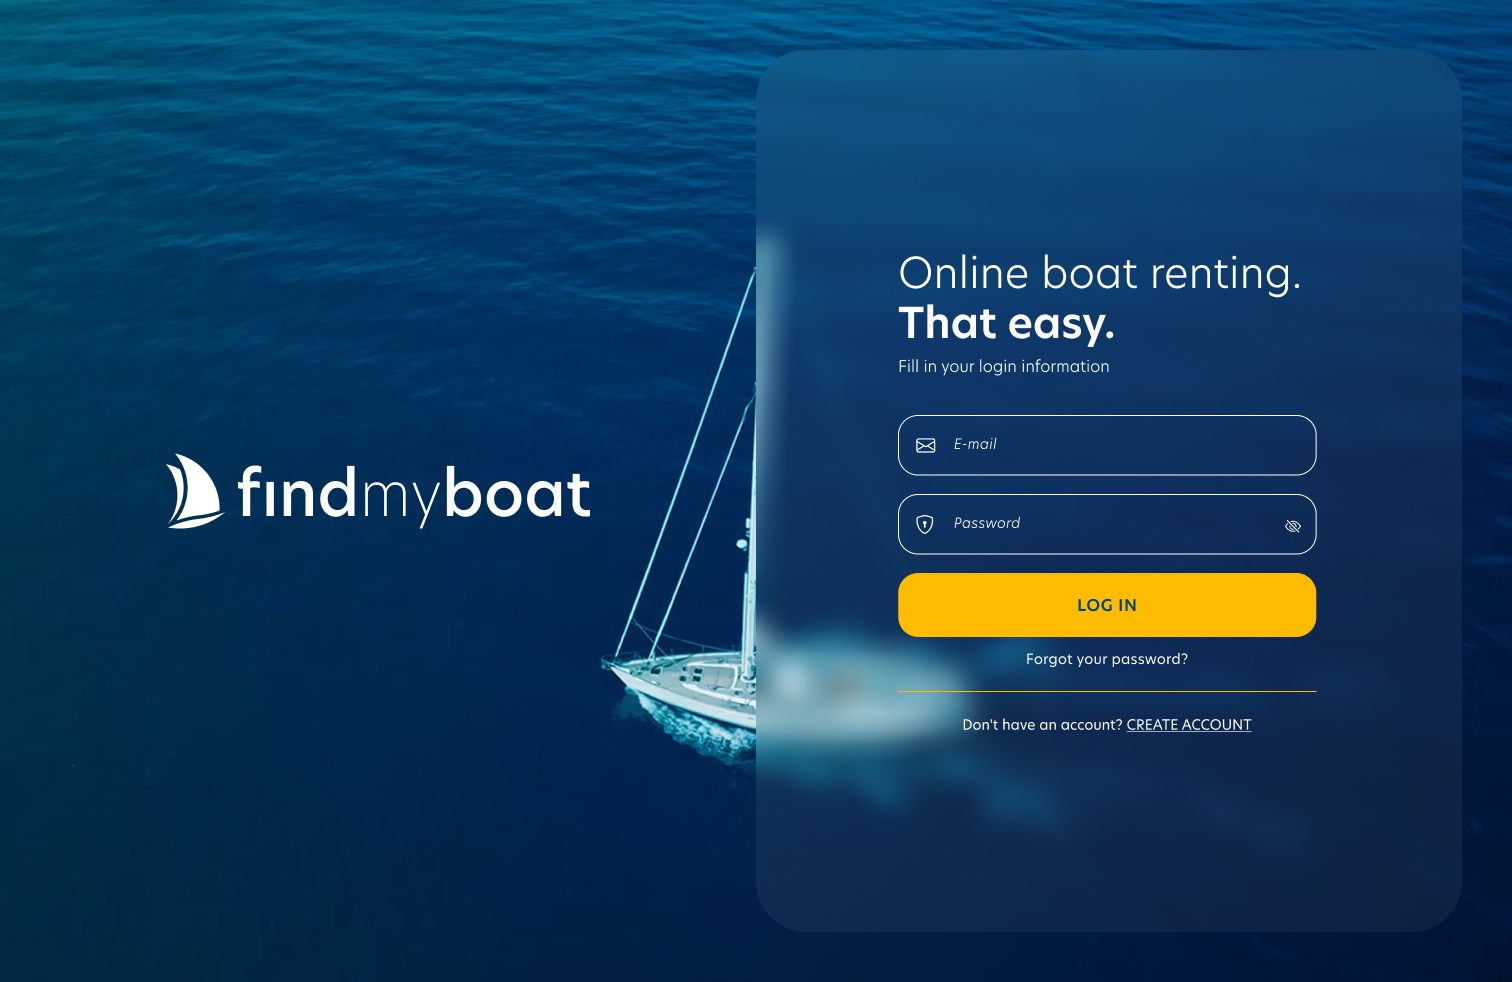 findmyboat
Online boat renting.
That easy.
Fill in your login information
E-mail
Password
LOG IN
Forgot your password?
Don't have an account? CREATE ACCOUNT